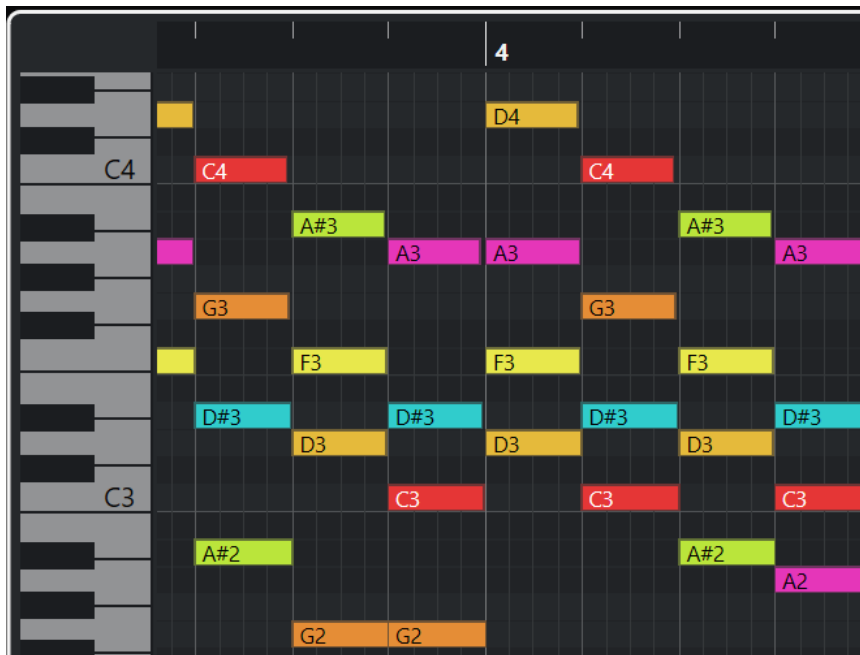 4
D4
C4 C4 C4
A#3 A#3
A3 A3 A3
G3 G3
F3 F3 F3
D#3 D#3 D#3 D#3
D3 D3 D3
C3 C3 C3 C3
A#2 A#2
A2
G2 G2